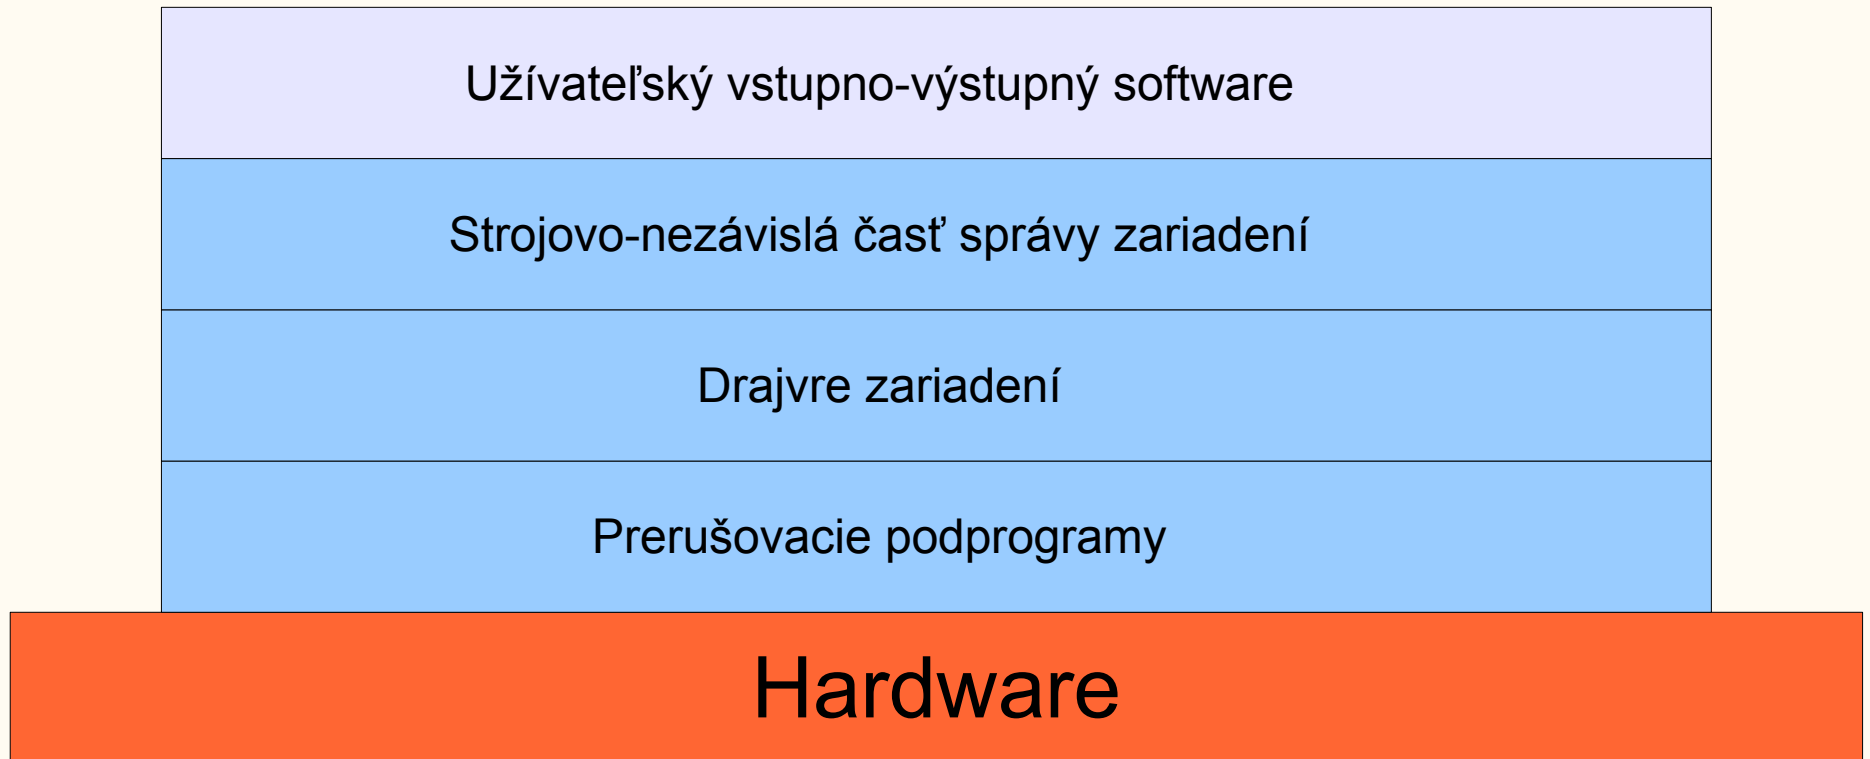 Užívateľský vstupno-výstupný software
Strojovo-nezávislá časť správy zariadení
Drajvre zariadení
Prerušovacie podprogramy
Hardware